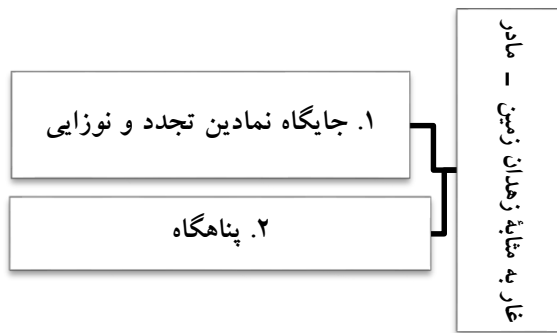 غار به مثابهٔ زهدان زمین – مادر
۱. جایگاه نمادین تجدد و نوزایی
۲. پناهگاه